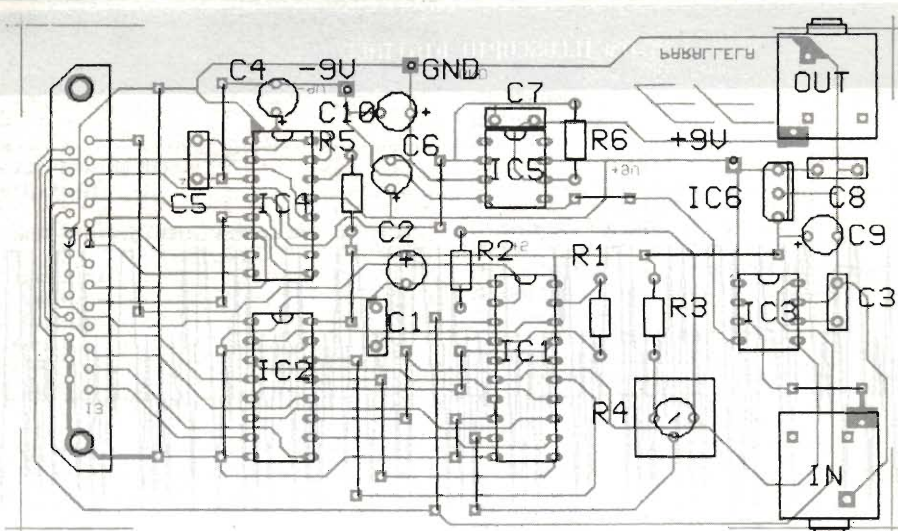 C4
-9V
GND
PARALLELA
OUT
C10
C7
R5
R6
+9V
C6
IC5
+9V
IC6
C8
C5
IC4
C9
J1
C2
R2
R1
IC3
C3
C1
R3
IC1
IC2
R4
IN